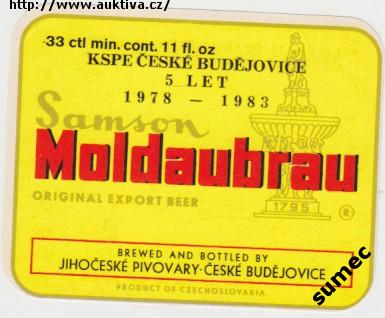 http://www.auktiva.cz/
33 ctl min. cont. 11 fl. oz
KSPE ČESKÉ BUDĚJOVICE
5 LET
1978 – 1983
Samson
Moldaubrau
ORIGINAL EXPORT BEER
1795
®
BREWED AND BOTTLED BY
JIHOČESKÉ PIVOVARY·ČESKÉ BUDĚJOVICE
PRODUCT OF CZECHOSLOVAKIA
sumec